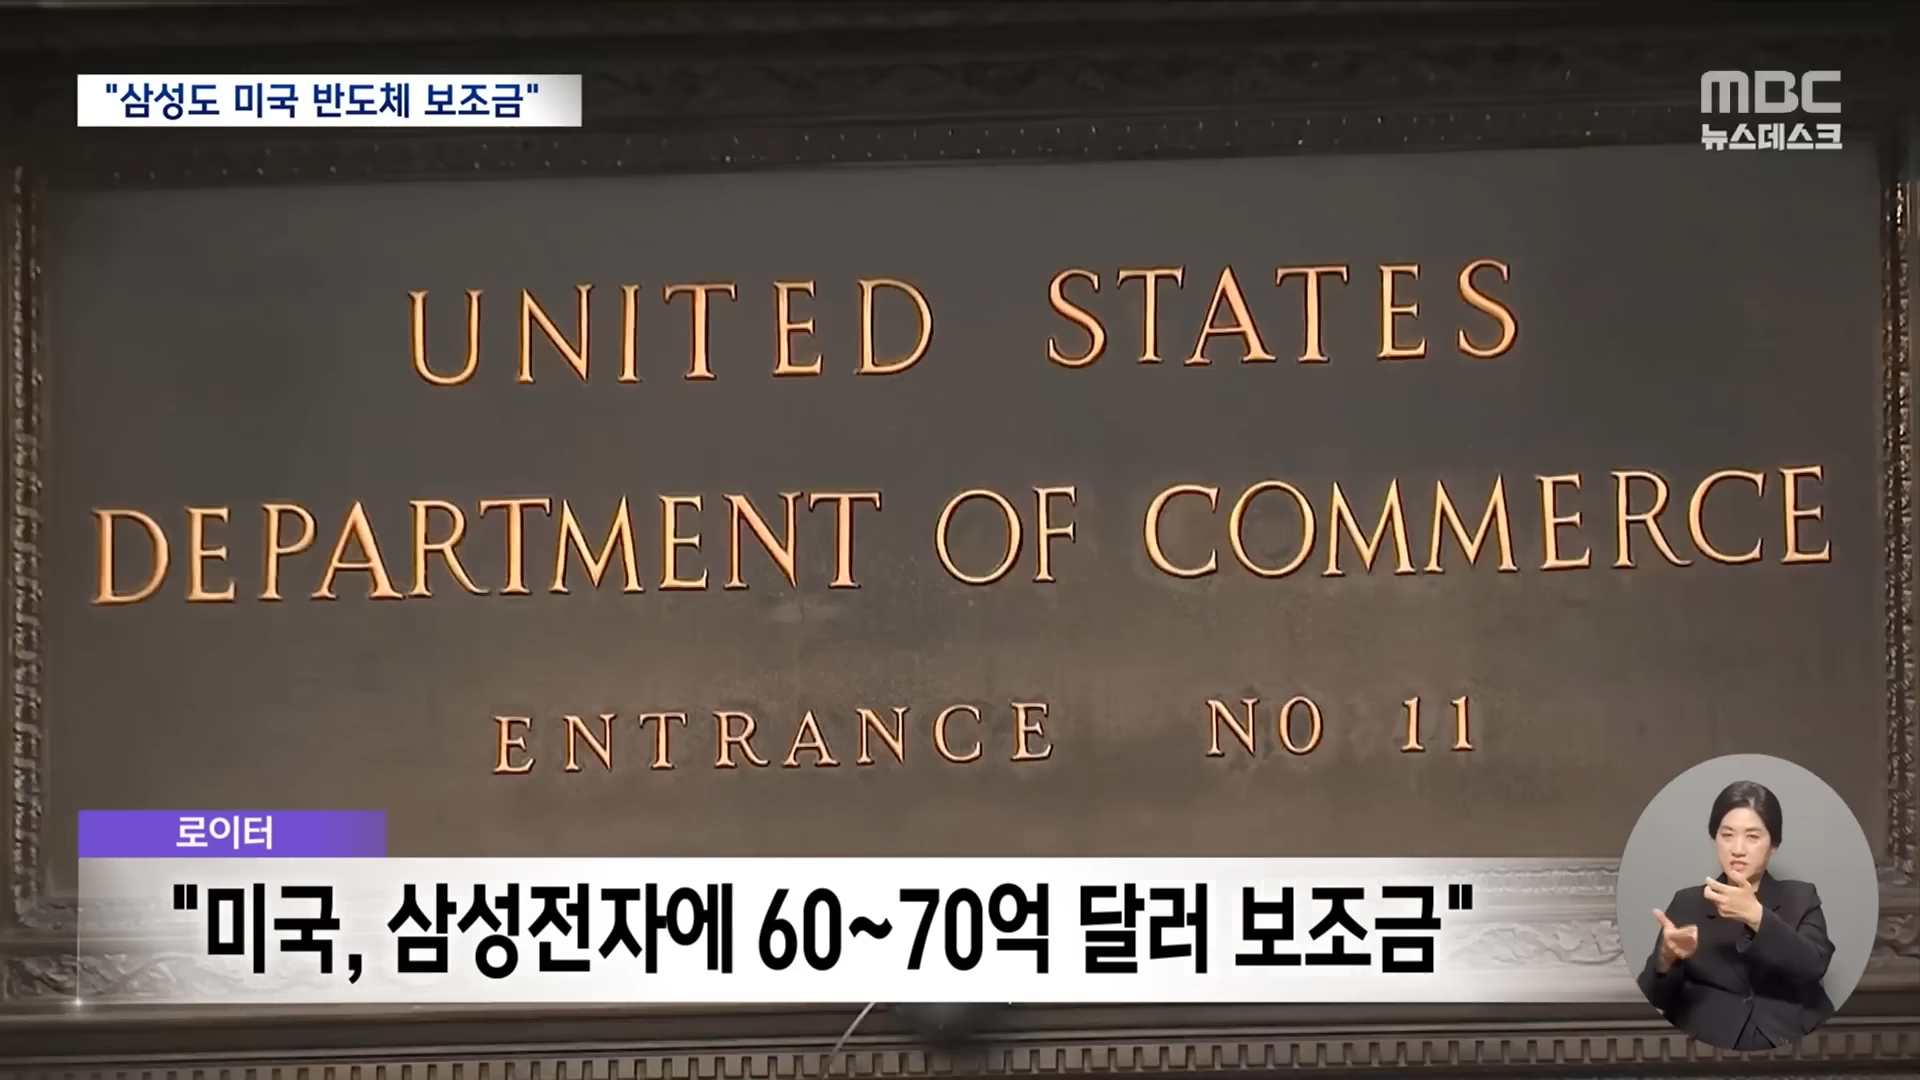 "삼성도 미국 반도체 보조금"
MBC
뉴스데스크
UNITED STATES
DEPARTMENT OF COMMERCE
ENTRANCE NO 11
로이터
"미국, 삼성전자에 60~70억 달러 보조금"